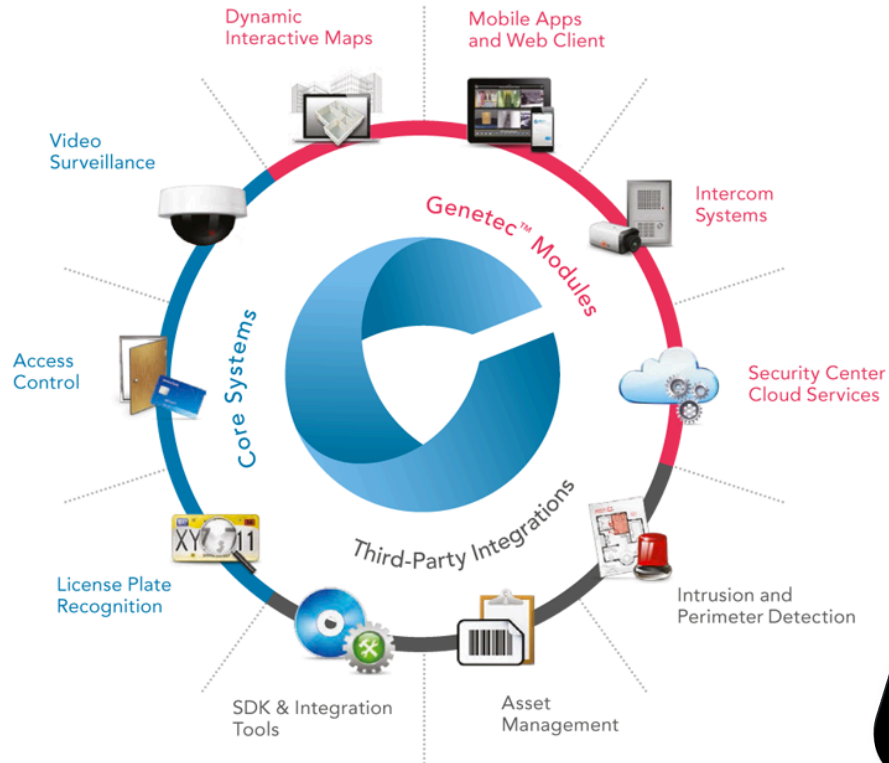 Dynamic
Interactive Maps
Mobile Apps
and Web Client
Video
Surveillance
Intercom
Systems
Genetec™ Modules
Access
Control
Core Systems
Security Center
Cloud Services
Third-Party Integrations
XY7 11
License Plate
Recognition
Intrusion and
Perimeter Detection
SDK & Integration
Tools
Asset
Management